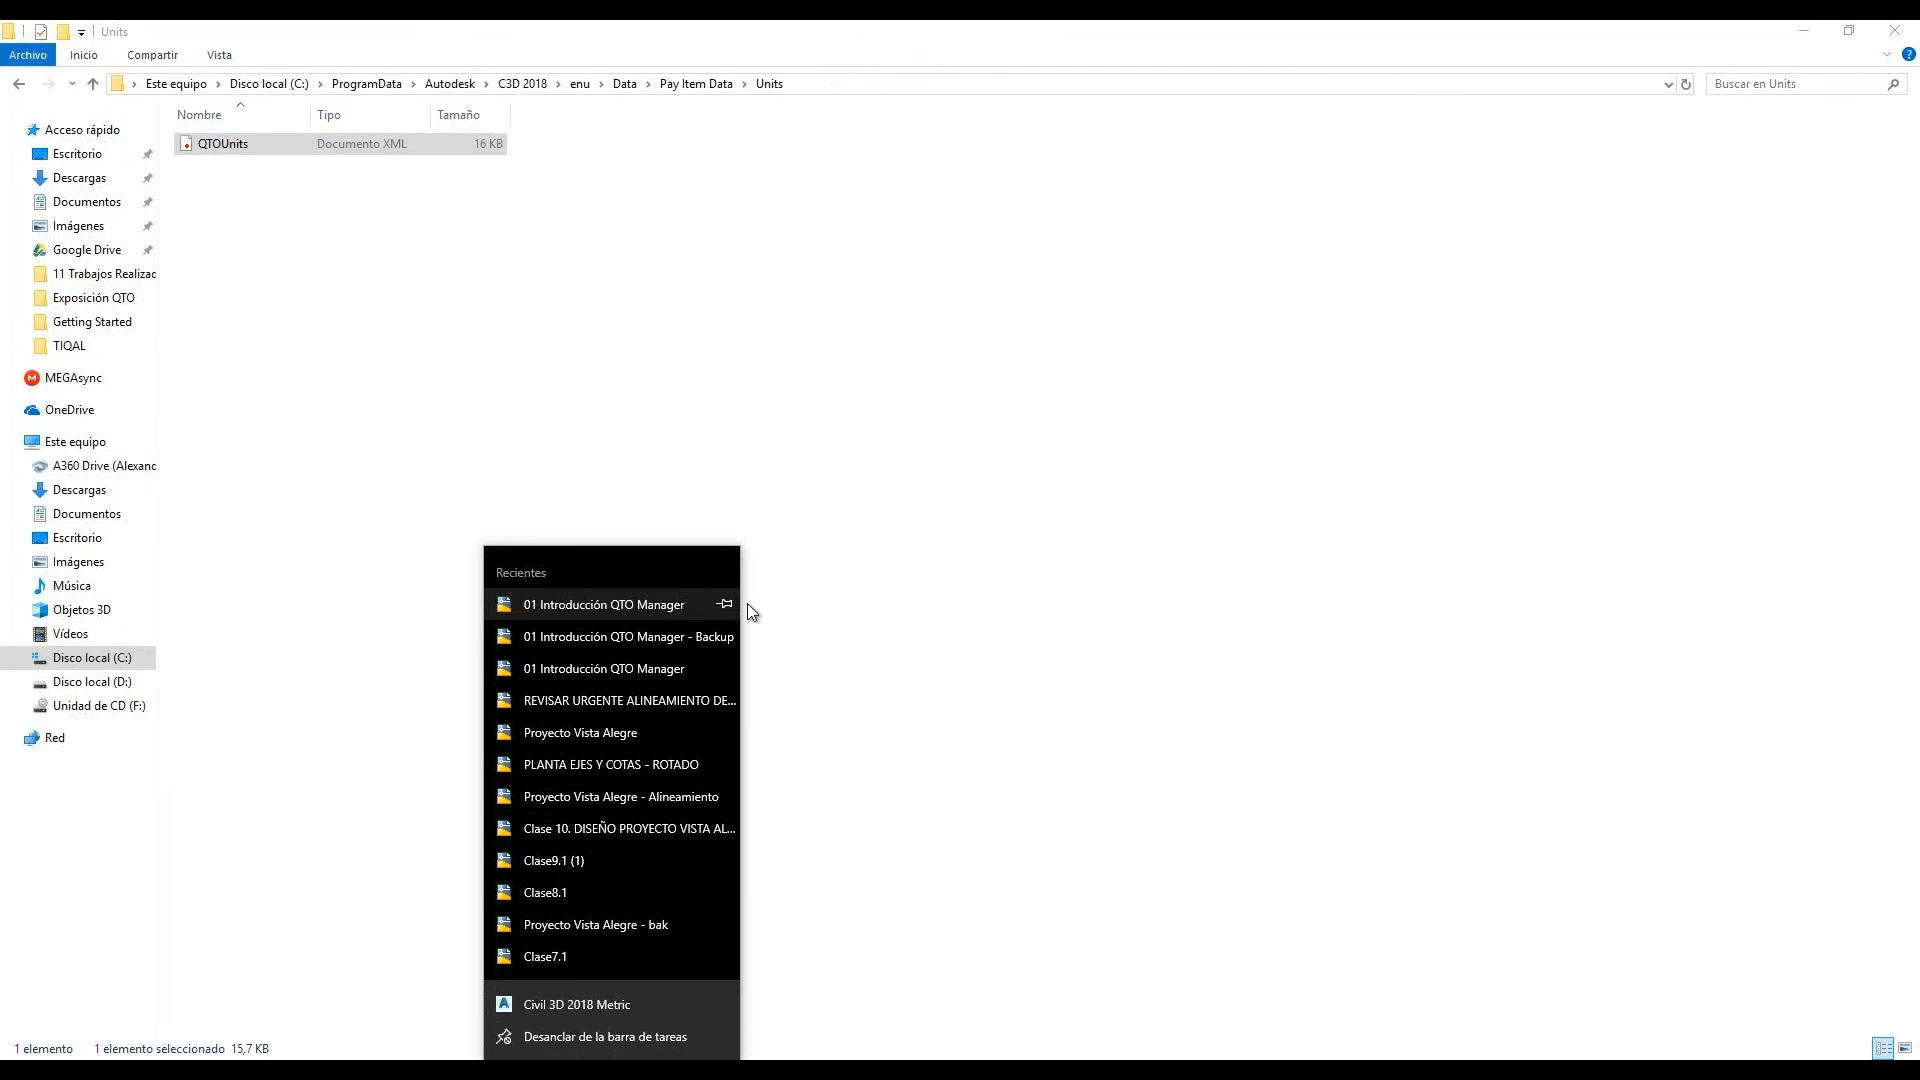 Units
Archivo Inicio Compartir Vista
Este equipo Disco local (C:) ProgramData Autodesk C3D 2018 enu Data Pay Item Data Units Buscar en Units
Nombre Tipo Tamaño
QTOUnits Documento XML 16 KB
Acceso rápido
Escritorio
Descargas
Documentos
Imágenes
Google Drive
11 Trabajos Realizac
Exposición QTO
Getting Started
TIQAL
MEGAsync
OneDrive
Este equipo
A360 Drive (Alexanc
Descargas
Documentos
Escritorio
Imágenes
Música
Objetos 3D
Vídeos
Disco local (C:)
Disco local (D:)
Unidad de CD (F:)
Red
Recientes
01 Introducción QTO Manager
01 Introducción QTO Manager - Backup
01 Introducción QTO Manager
REVISAR URGENTE ALINEAMIENTO DE...
Proyecto Vista Alegre
PLANTA EJES Y COTAS - ROTADO
Proyecto Vista Alegre - Alineamiento
Clase 10. DISEÑO PROYECTO VISTA AL...
Clase9.1 (1)
Clase8.1
Proyecto Vista Alegre - bak
Clase7.1
Civil 3D 2018 Metric
Desanclar de la barra de tareas
1 elemento 1 elemento seleccionado 15,7 KB